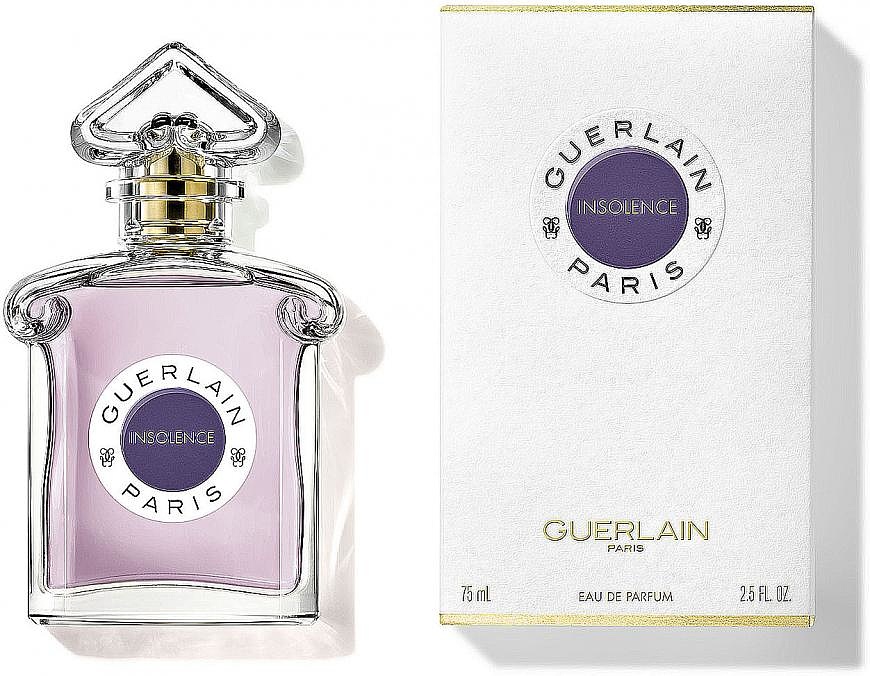 GUERLAIN
INSOLENCE
PARIS
GUERLAIN
INSOLENCE
PARIS
GUERLAIN
PARIS
75 mL
EAU DE PARFUM
2.5 FL. OZ.